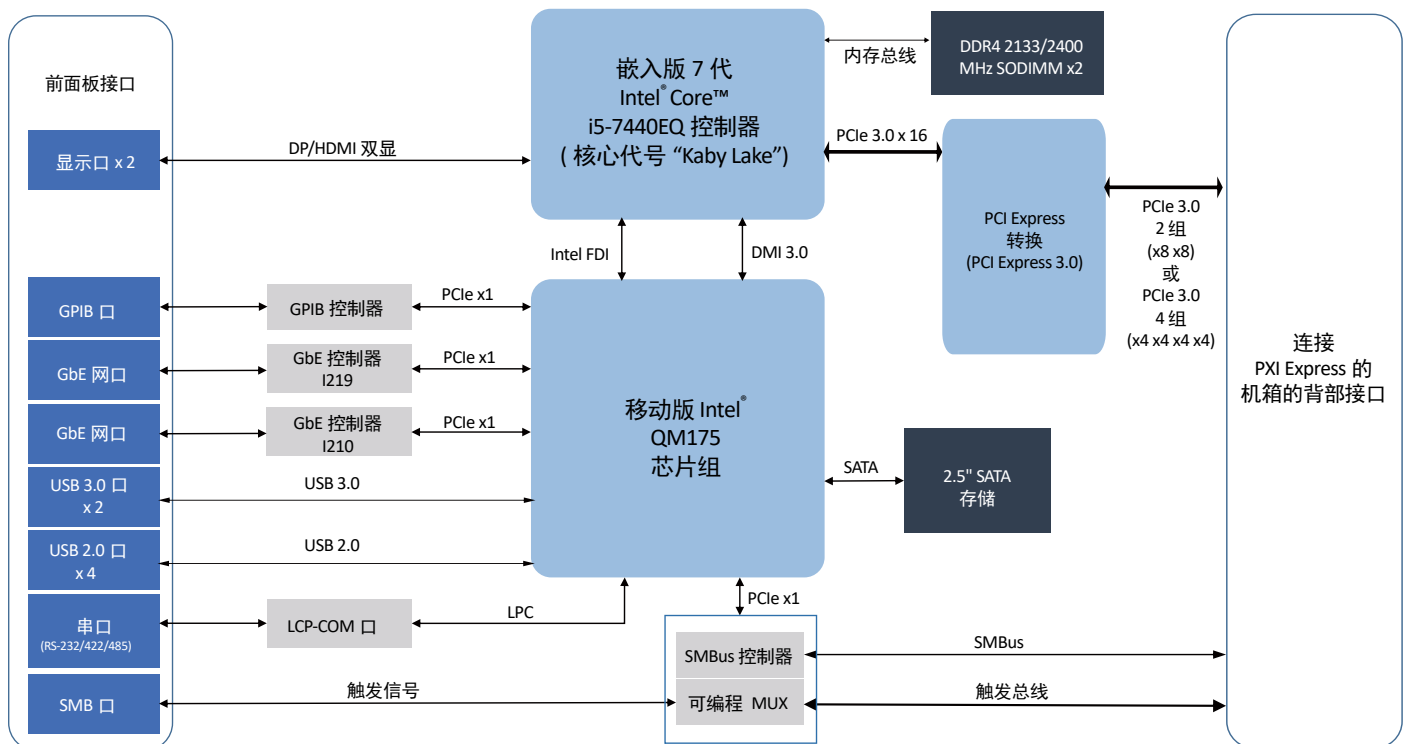 前面板接口
显示口 x 2
GPIB 口
GbE 网口
GbE 网口
USB 3.0 口
x 2
USB 2.0 口
x 4
串口
(RS-232/422/485)
SMB 口
DP/HDMI 双显
嵌入版 7 代
Intel® Core™
i5-7440EQ 控制器
( 核心代号 “Kaby Lake”)
内存总线
DDR4 2133/2400
MHz SODIMM x2
PCIe 3.0 x 16
PCI Express
转换
(PCI Express 3.0)
PCIe 3.0
2 组
(x8 x8)
或
PCIe 3.0
4 组
(x4 x4 x4 x4)
连接
PXI Express 的
机箱的背部接口
Intel FDI
DMI 3.0
GPIB 控制器
PCIe x1
GbE 控制器
I219
PCIe x1
GbE 控制器
I210
PCIe x1
USB 3.0
USB 2.0
LCP-COM 口
LPC
移动版 Intel®
QM175
芯片组
SATA
2.5" SATA
存储
PCIe x1
SMBus 控制器
SMBus
触发信号
可编程 MUX
触发总线